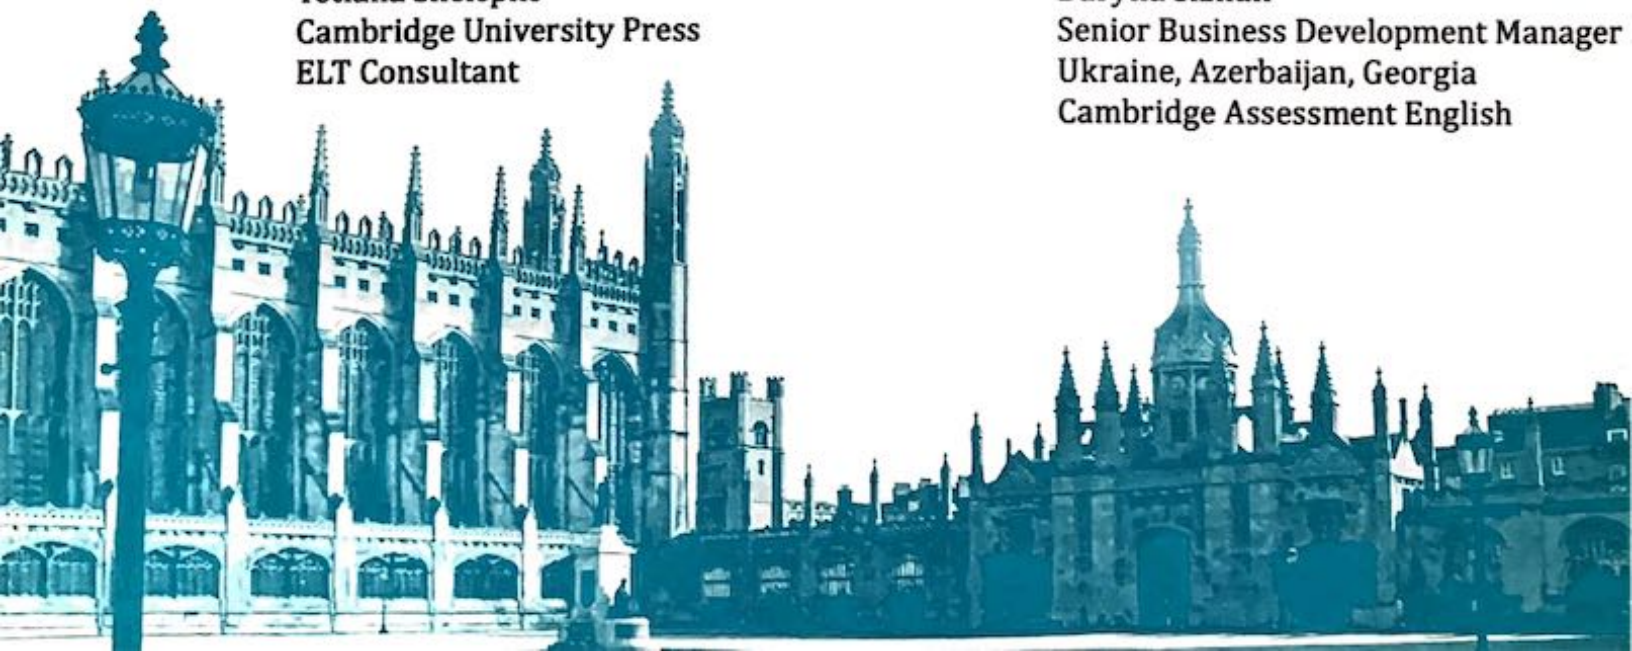 Cambridge University Press
ELT Consultant
Senior Business Development Manager
Ukraine, Azerbaijan, Georgia
Cambridge Assessment English